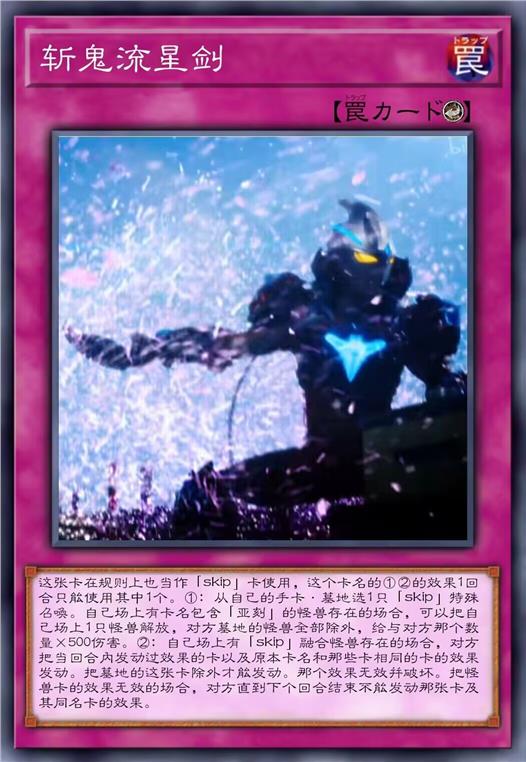 斩鬼流星剑
トラップ
罠
トラップ
【罠カード】
这张卡在规则上也当作「skip」卡使用，这个卡名的①②的效果1回
合只能使用其中1个。①：从自己的手卡・墓地选1只「skip」特殊
召唤。自己场上有卡名包含「亚刻」的怪兽存在的场合，可以把自
己场上1只怪兽解放，对方墓地的怪兽全部除外，给与对方那个数
量×500伤害。②：自己场上有「skip」融合怪兽存在的场合，对方
把当回合内发动过效果的卡以及原本卡名和那些卡相同的卡的效果
发动。把墓地的这张卡除外才能发动。那个效果无效并破坏。把怪
兽卡的效果无效的场合，对方直到下个回合结束不能发动那张卡及
其同名卡的效果。